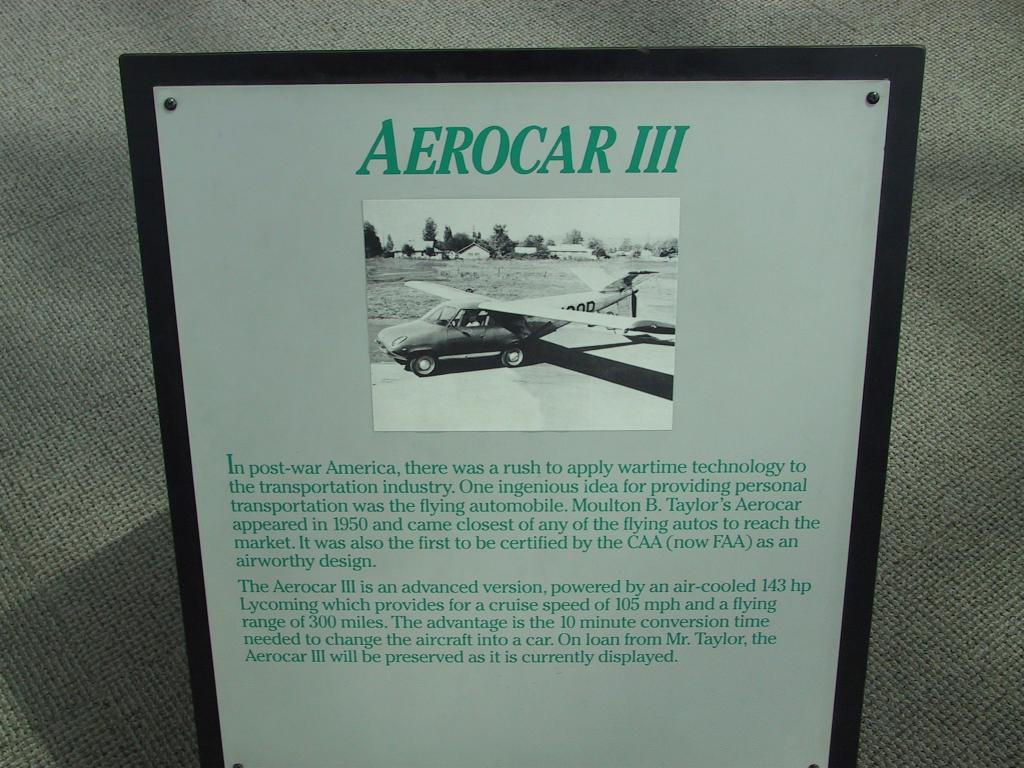 AEROCAR III
In post-war America, there was a rush to apply wartime technology to
the transportation industry. One ingenious idea for providing personal
transportation was the flying automobile. Moulton B. Taylor's Aerocar
appeared in 1950 and came closest of any of the flying autos to reach the
market. It was also the first to be certified by the CAA (now FAA) as an
airworthy design.
The Aerocar III is an advanced version, powered by an air-cooled 143 hp
Lycoming which provides for a cruise speed of 105 mph and a flying
range of 300 miles. The advantage is the 10 minute conversion time
needed to change the aircraft into a car. On loan from Mr. Taylor, the
Aerocar III will be preserved as it is currently displayed.